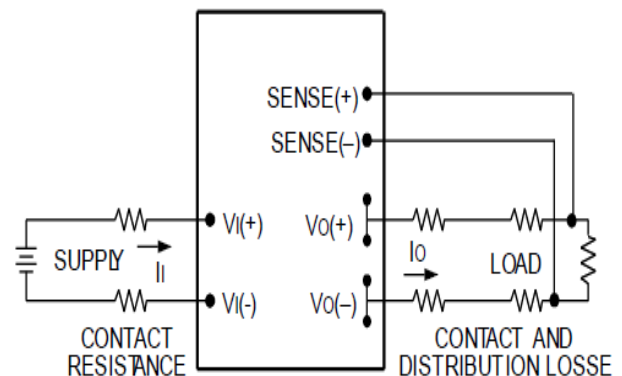 SENSE(+)
SENSE(–)
VI(+)
VO(+)
IO
SUPPLY
II
LOAD
VI(-)
VO(–)
CONTACT
RESISTANCE
CONTACT AND
DISTRIBUTION LOSSE